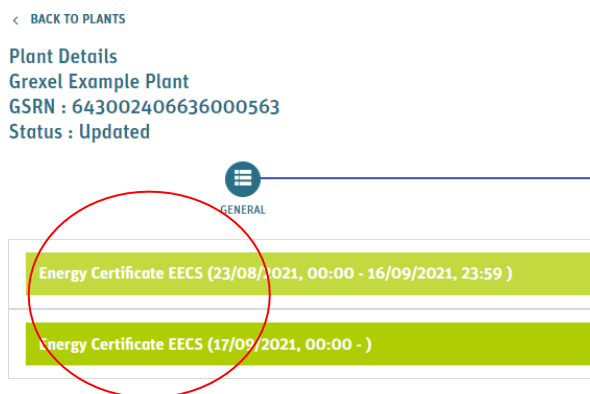 < BACK TO PLANTS
Plant Details
Grexel Example Plant
GSRN : 643002406636000563
Status : Updated
GENERAL
Energy Certificate EECS (23/08/2021, 00:00 - 16/09/2021, 23:59 )
Energy Certificate EECS (17/09/2021, 00:00 - )